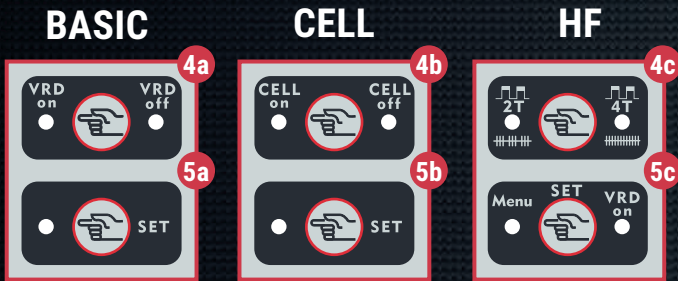 BASIC
4a
VRD on
VRD off
5a
SET
CELL
4b
CELL on
CELL off
5b
SET
HF
4c
2T
4T
5c
Menu
SET
VRD on